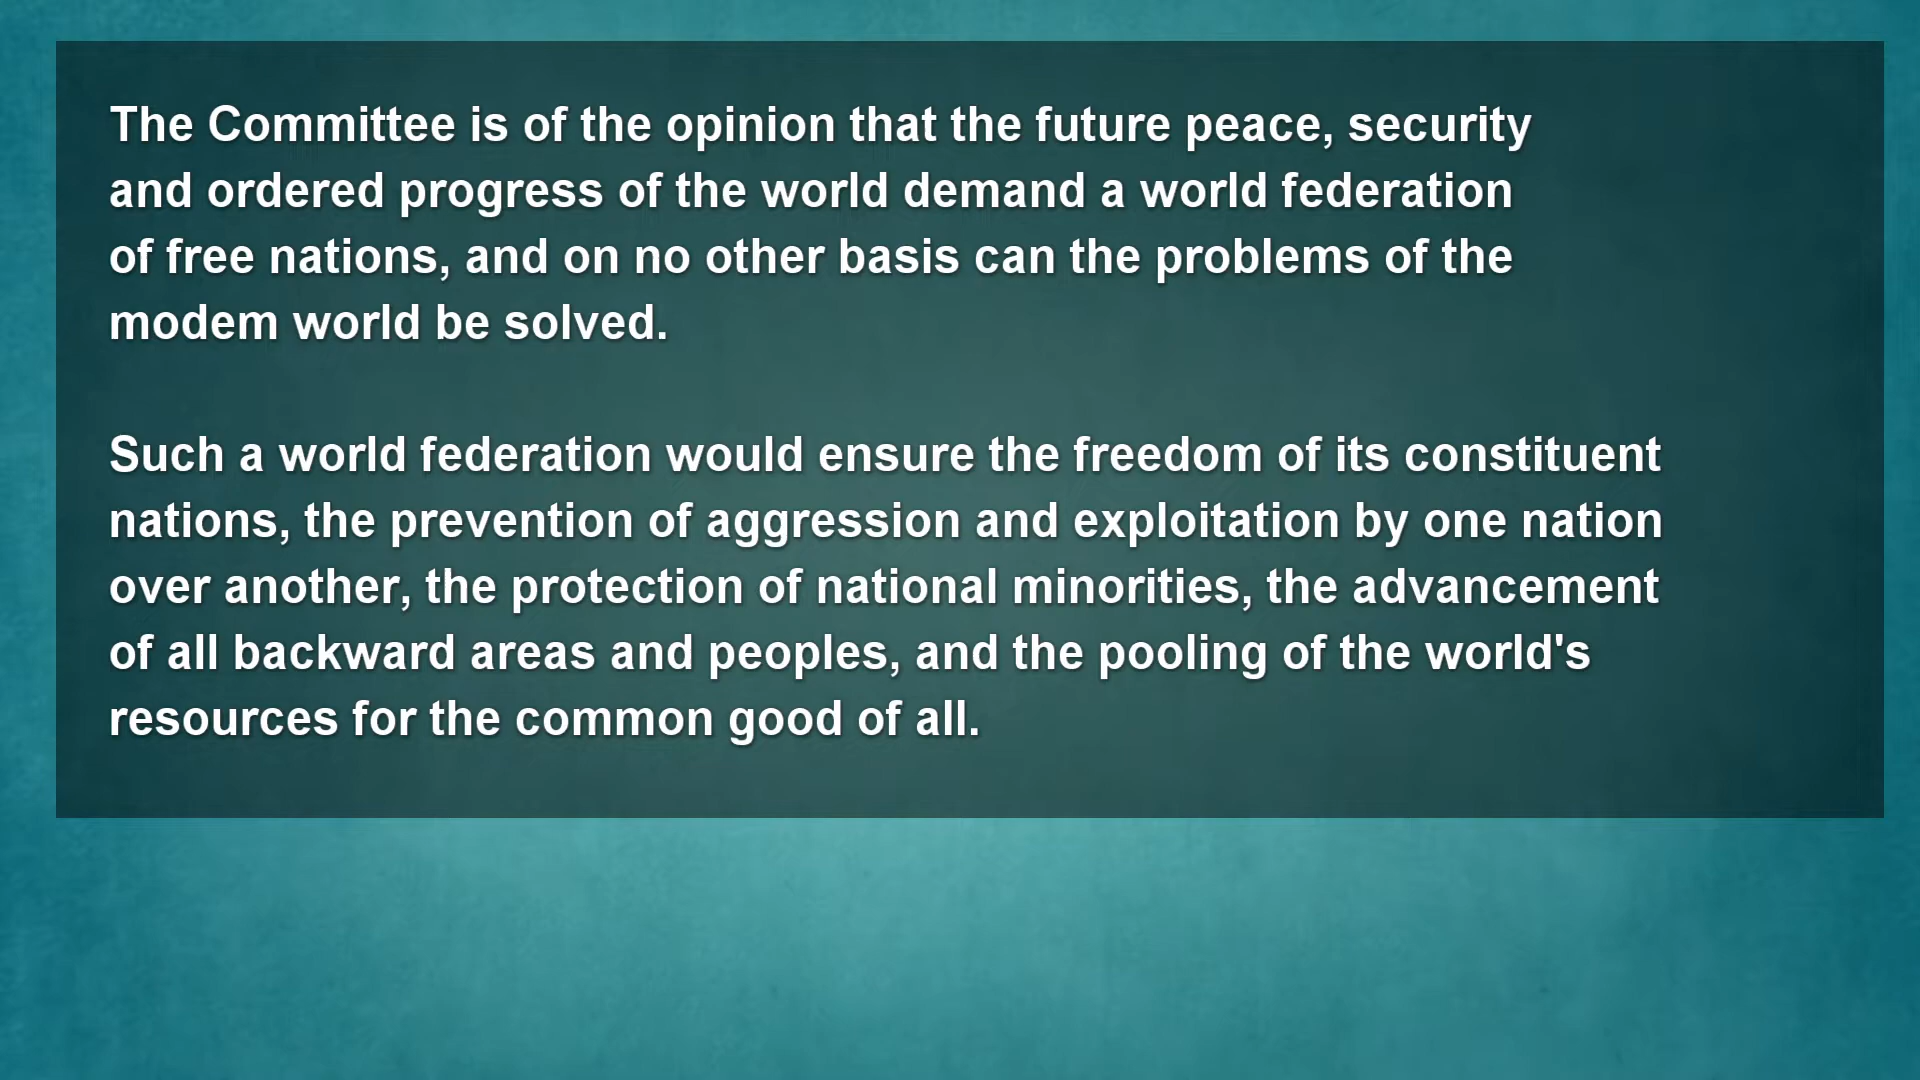 The Committee is of the opinion that the future peace, security
and ordered progress of the world demand a world federation
of free nations, and on no other basis can the problems of the
modem world be solved.
Such a world federation would ensure the freedom of its constituent
nations, the prevention of aggression and exploitation by one nation
over another, the protection of national minorities, the advancement
of all backward areas and peoples, and the pooling of the world's
resources for the common good of all.